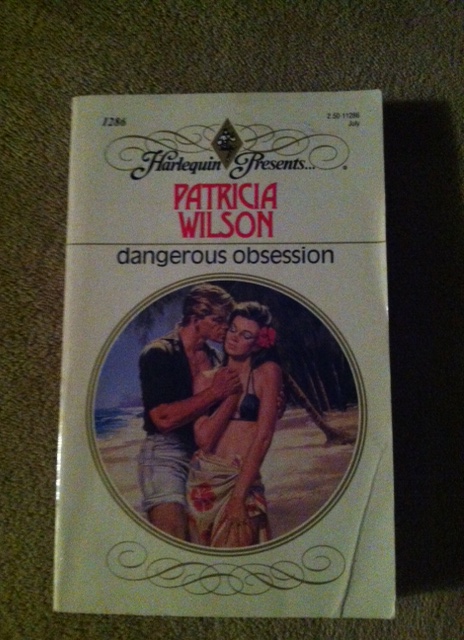 1286
2.50·11286
July
Harlequin Presents...
PATRICIA
WILSON
dangerous obsession